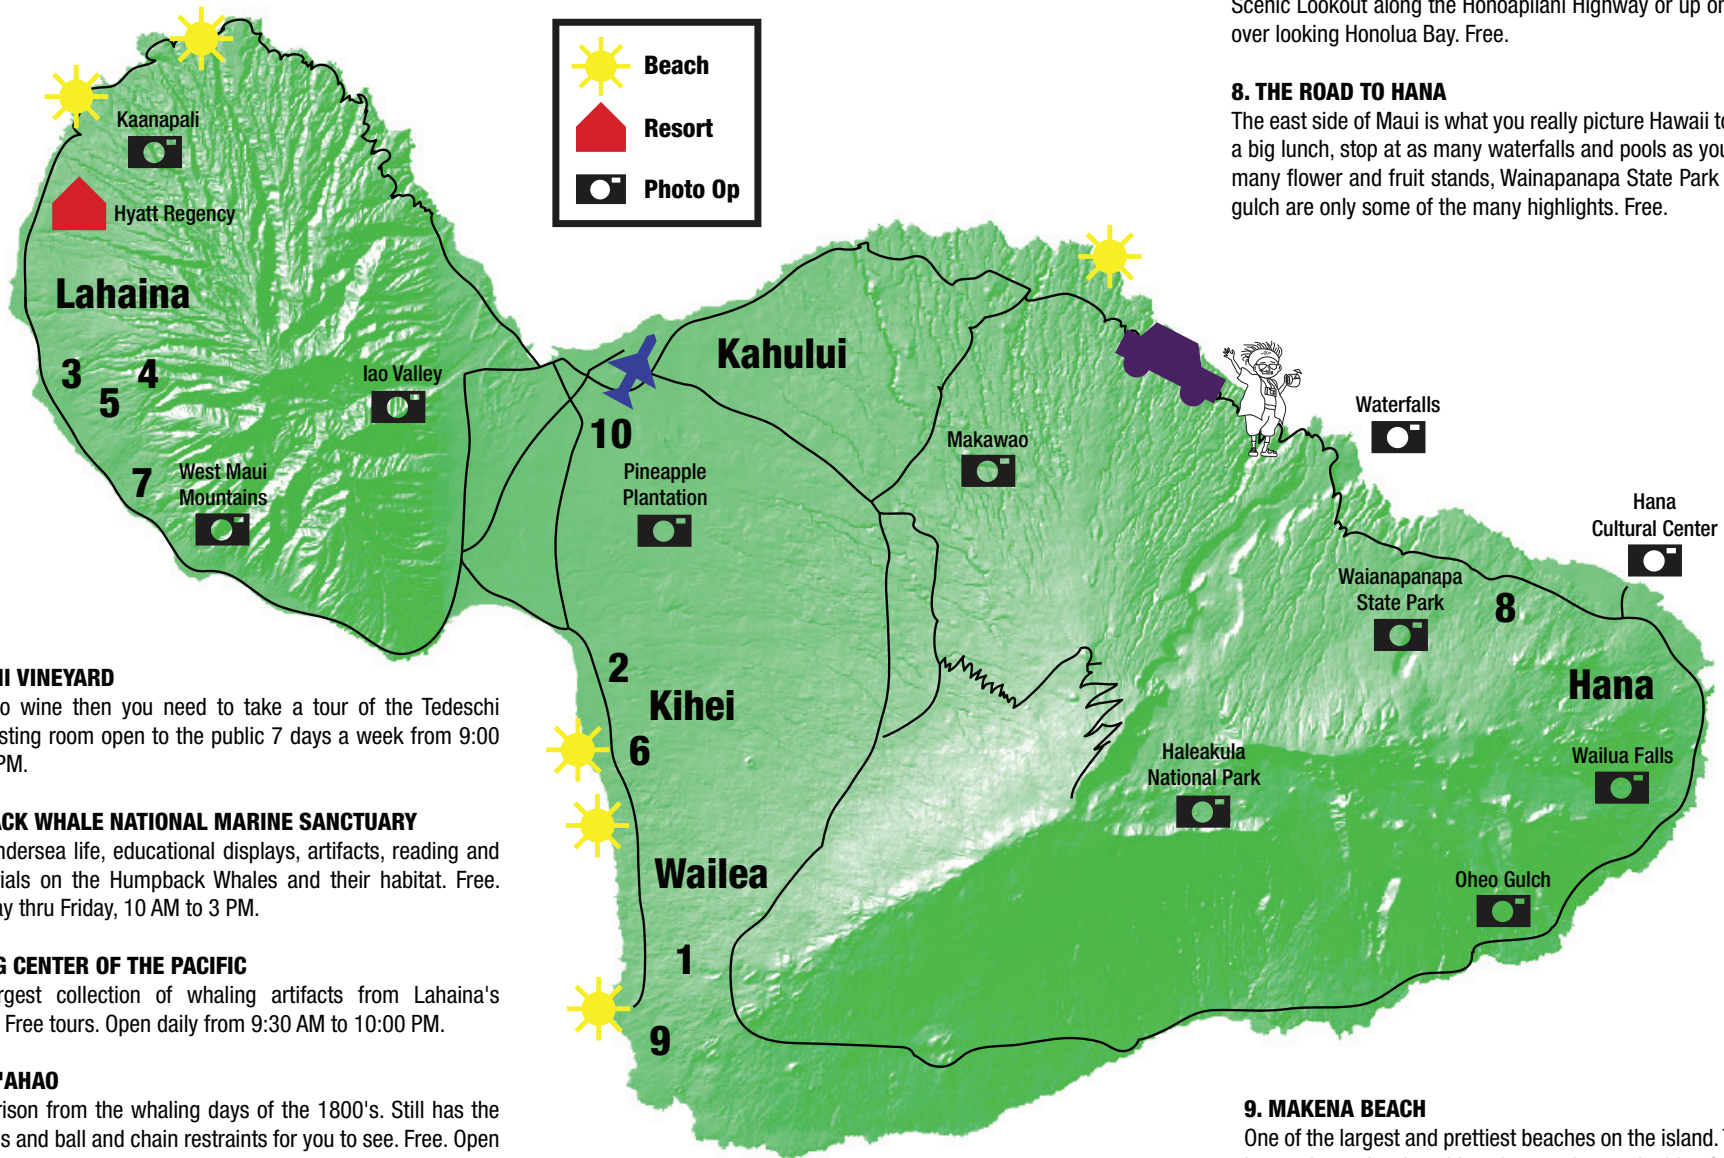 Scenic Lookout along the Honoapiilani Highway or up on
over looking Honolua Bay. Free.
8. THE ROAD TO HANA
The east side of Maui is what you really picture Hawaii to
a big lunch, stop at as many waterfalls and pools as you
many flower and fruit stands, Wainapanapa State Park
gulch are only some of the many highlights. Free.
Beach
Resort
Photo Op
Kaanapali
Hyatt Regency
Lahaina
3
4
5
7
Iao Valley
West Maui
Mountains
Kahului
10
Pineapple
Plantation
Makawao
Waterfalls
Hana
Cultural Center
Waianapanapa
State Park
8
Hana
2
Kihei
6
Haleakula
National Park
Wailua Falls
Wailea
Oheo Gulch
1
9
HI VINEYARD
to wine then you need to take a tour of the Tedeschi
sting room open to the public 7 days a week from 9:00
PM.
ACK WHALE NATIONAL MARINE SANCTUARY
ndersea life, educational displays, artifacts, reading and
rials on the Humpback Whales and their habitat. Free.
ay thru Friday, 10 AM to 3 PM.
G CENTER OF THE PACIFIC
rgest collection of whaling artifacts from Lahaina's
Free tours. Open daily from 9:30 AM to 10:00 PM.
'AHAO
rison from the whaling days of the 1800's. Still has the
s and ball and chain restraints for you to see. Free. Open
9. MAKENA BEACH
One of the largest and prettiest beaches on the island.